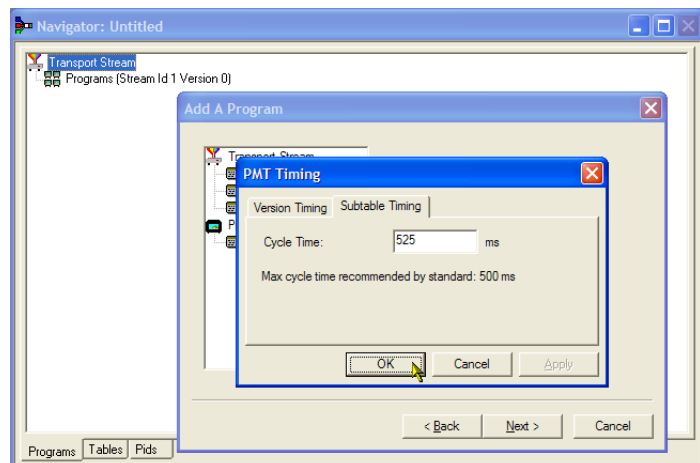 Navigator: Untitled
Transport Stream
Programs (Stream Id 1 Version 0)
Add A Program
Transport Stream
PMT Timing
P
Version Timing Subtable Timing
Cycle Time: 525 ms
Max cycle time recommended by standard: 500 ms
OK Cancel Apply
< Back Next > Cancel
Programs Tables Pids